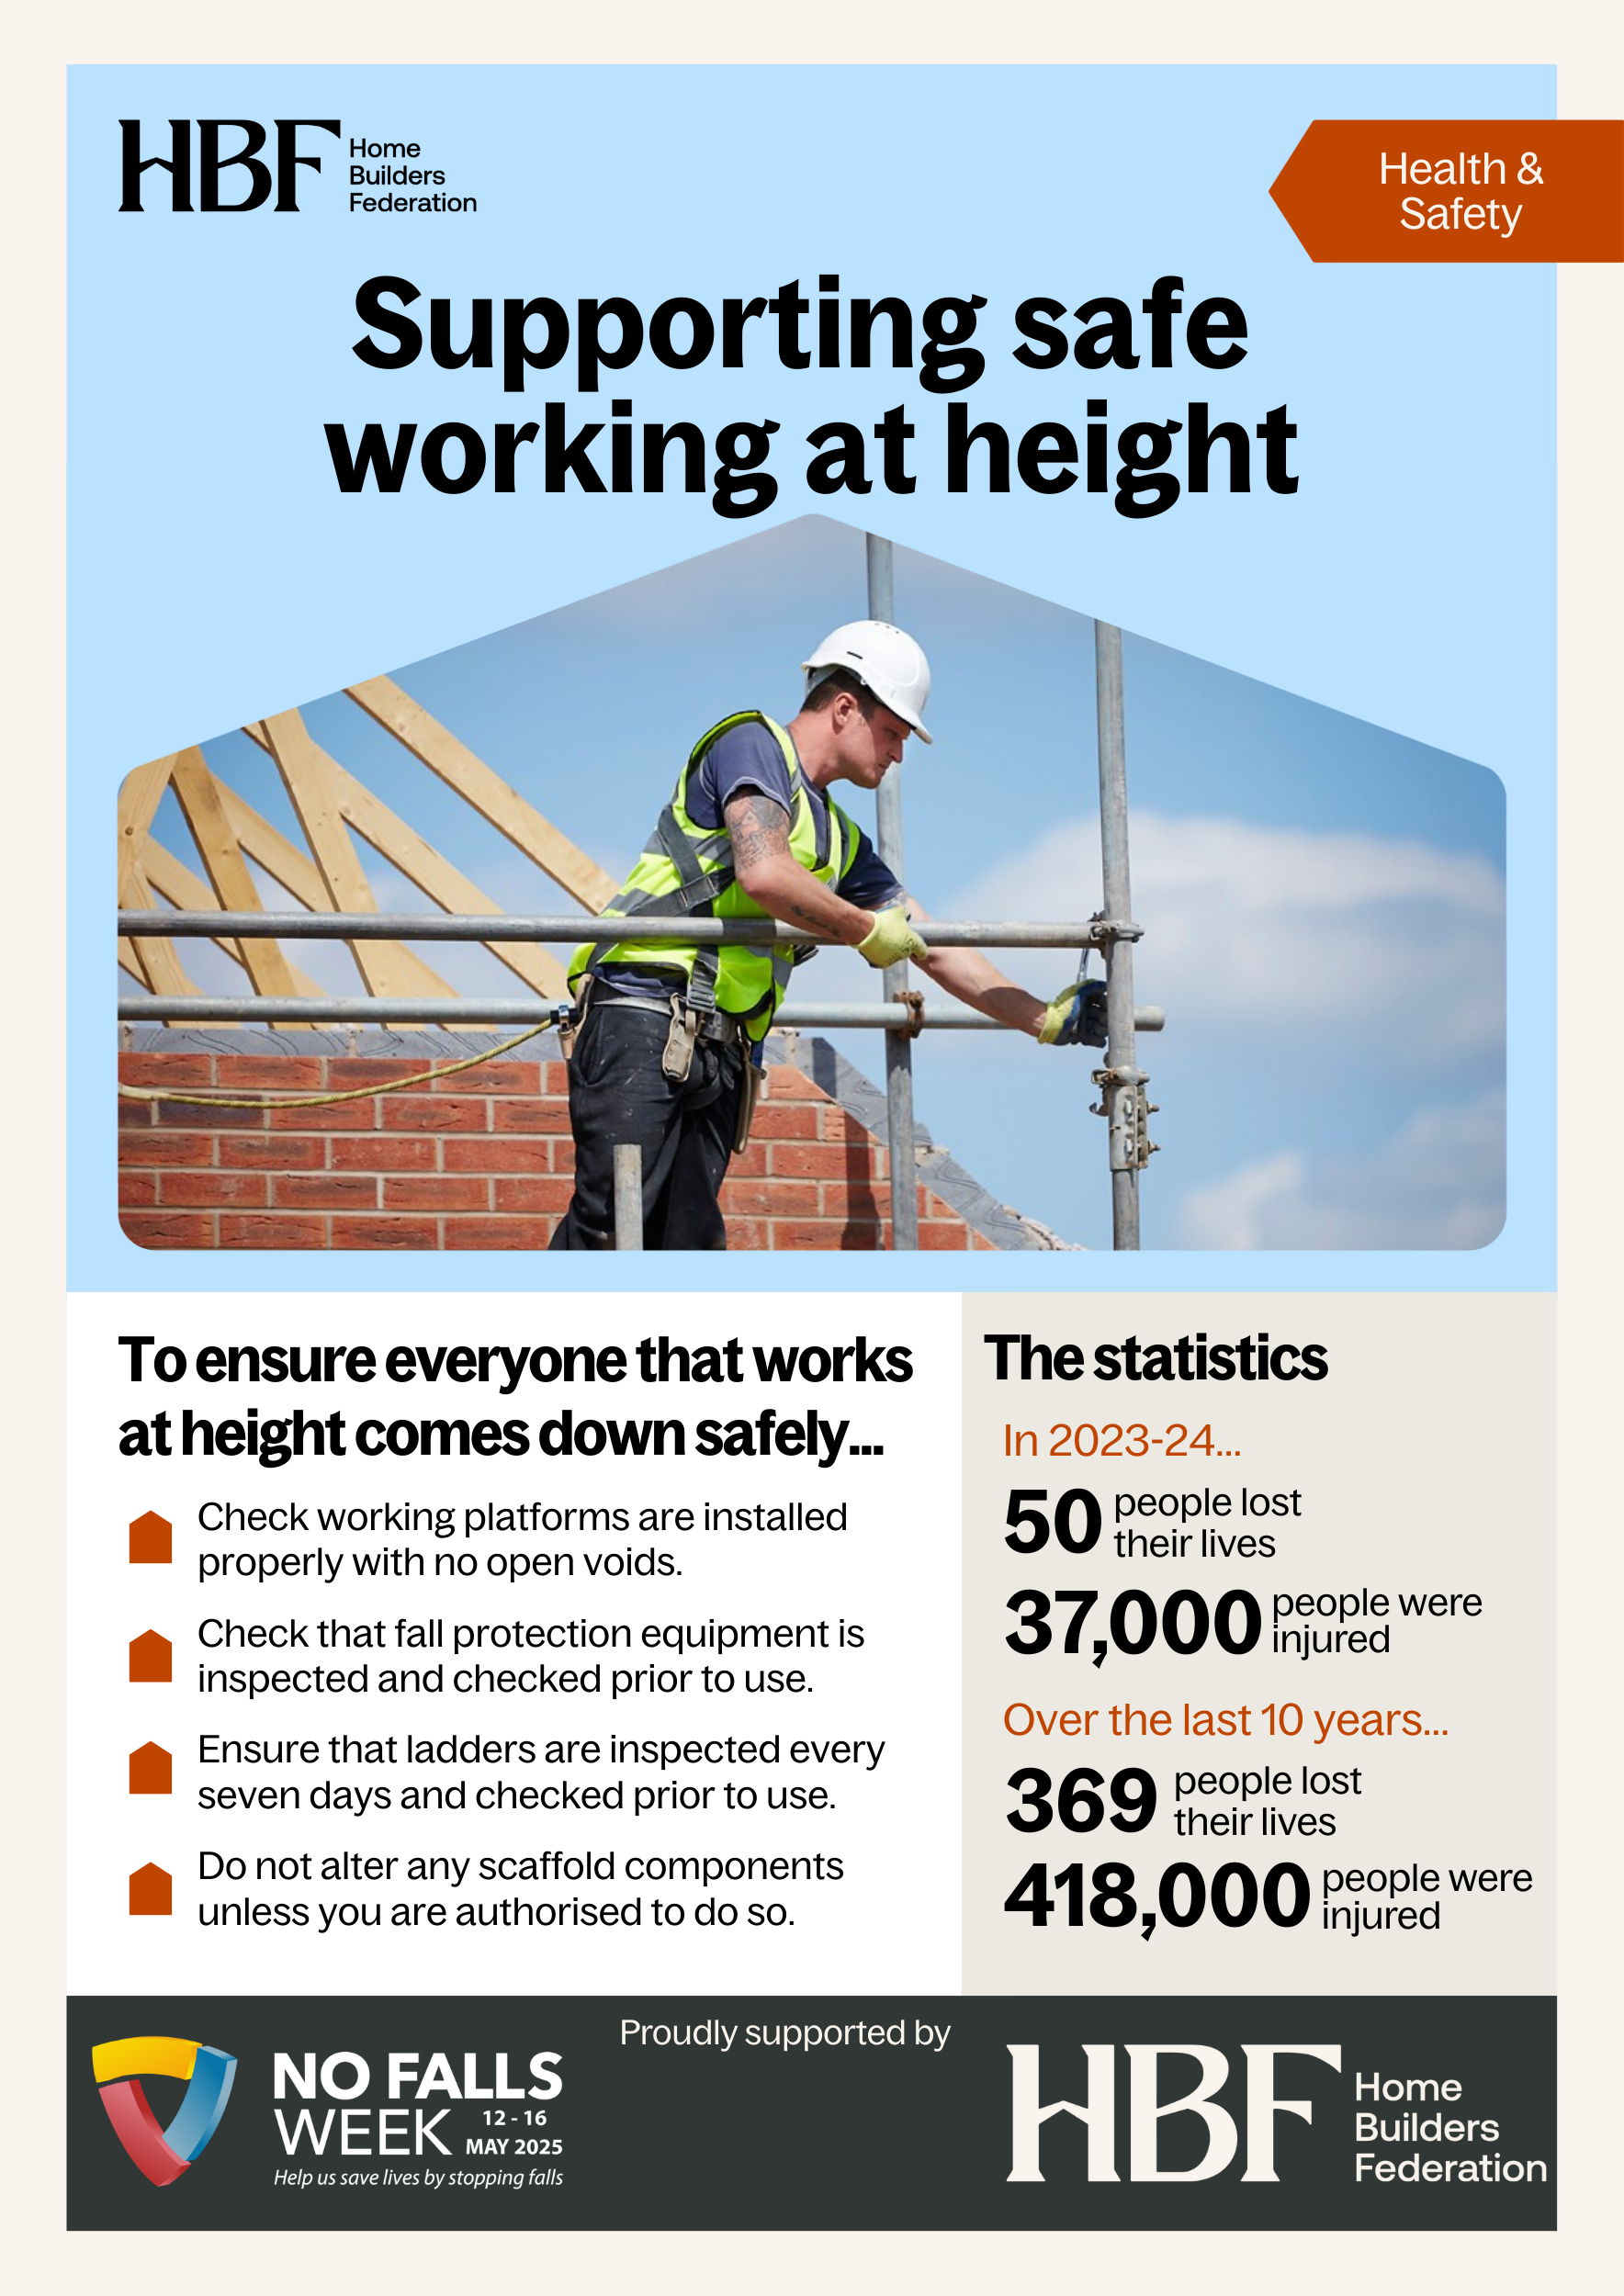 HBF
Home
Builders
Federation
Health &
Safety
Supporting safe
working at height
To ensure everyone that works
at height comes down safely...
Check working platforms are installed
properly with no open voids.
Check that fall protection equipment is
inspected and checked prior to use.
Ensure that ladders are inspected every
seven days and checked prior to use.
Do not alter any scaffold components
unless you are authorised to do so.
The statistics
In 2023-24...
50 people lost
their lives
37,000 people were
injured
Over the last 10 years...
369 people lost
their lives
418,000 people were
injured
NO FALLS
WEEK 12 - 16
MAY 2025
Help us save lives by stopping falls
Proudly supported by
HBF
Home
Builders
Federation